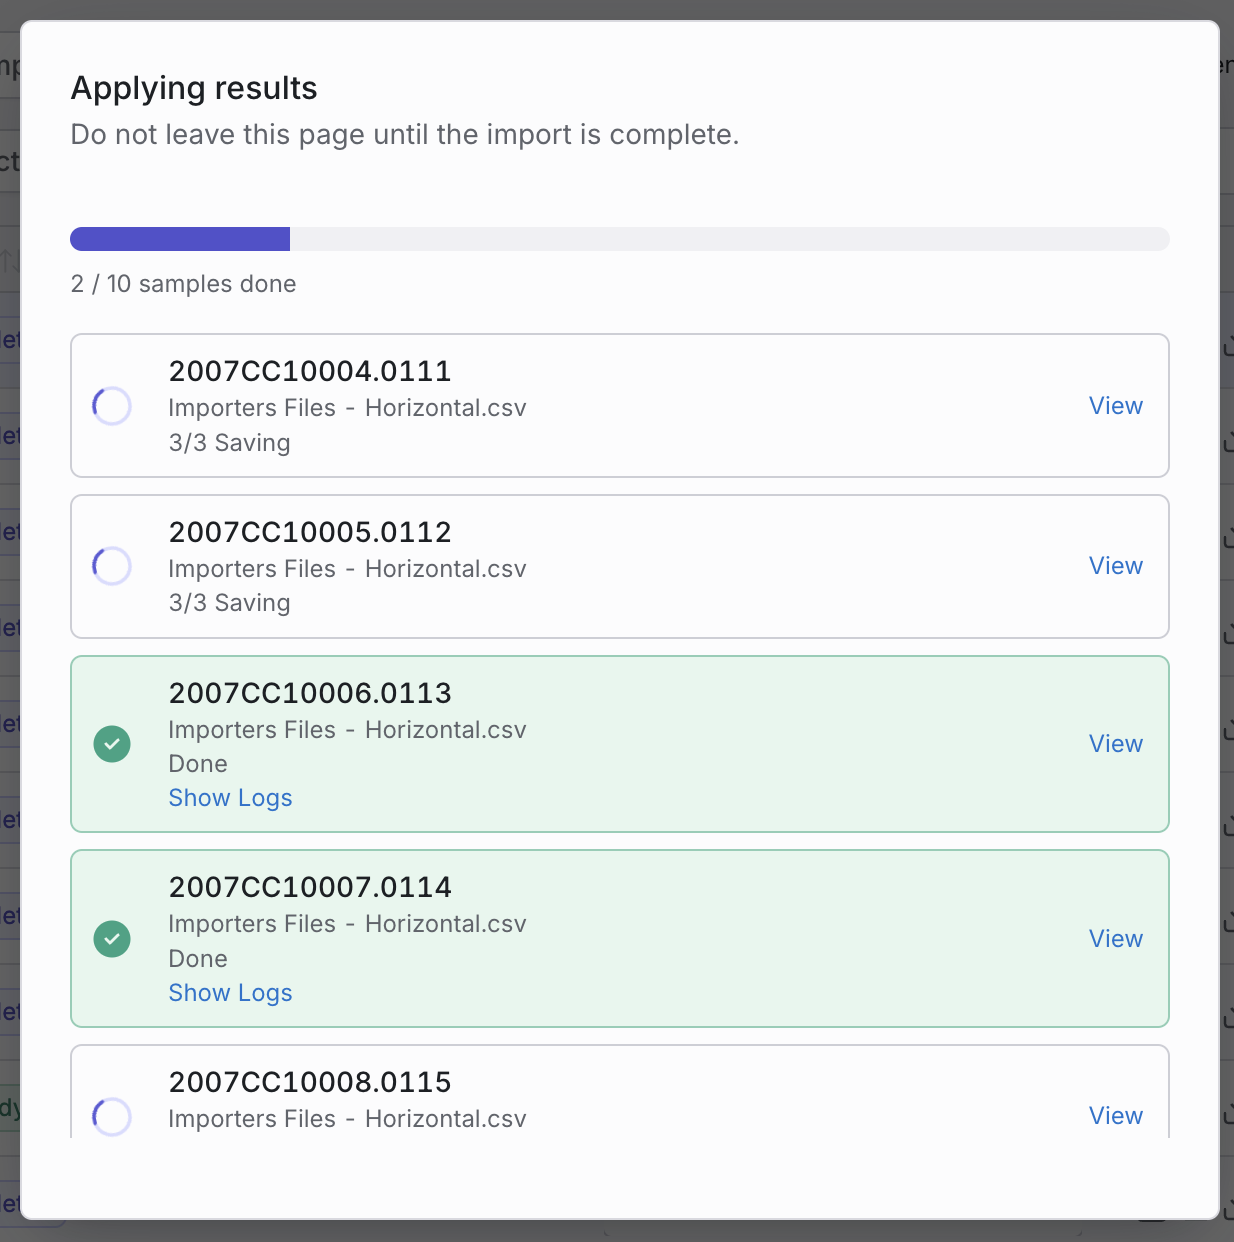 Applying results
Do not leave this page until the import is complete.
2 / 10 samples done
2007CC10004.0111
Importers Files - Horizontal.csv
3/3 Saving
View
2007CC10005.0112
Importers Files - Horizontal.csv
3/3 Saving
View
2007CC10006.0113
Importers Files - Horizontal.csv
Done
Show Logs
View
2007CC10007.0114
Importers Files - Horizontal.csv
Done
Show Logs
View
2007CC10008.0115
Importers Files - Horizontal.csv
View